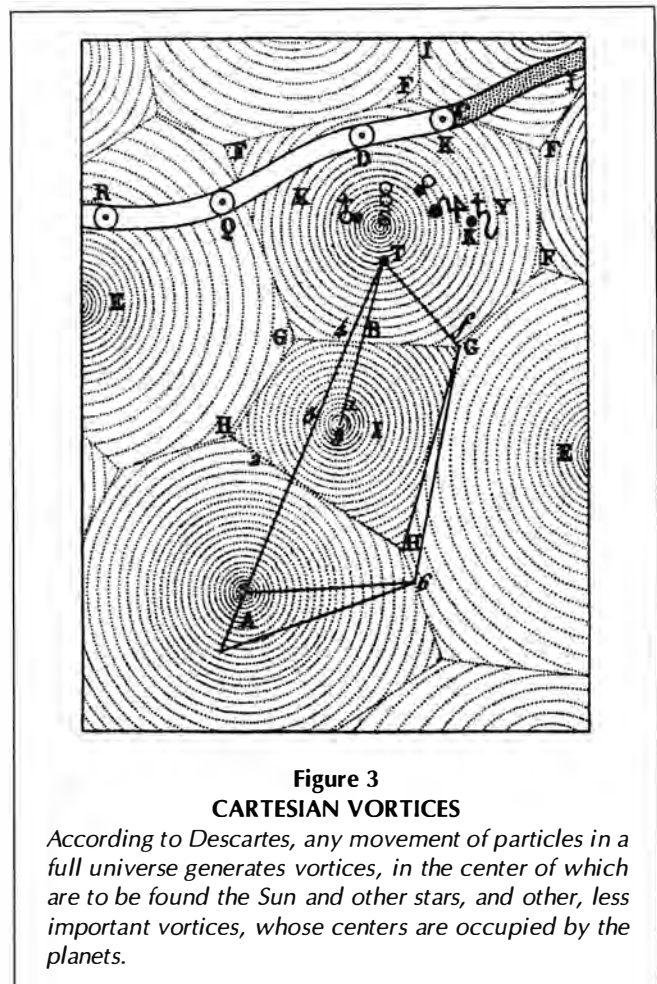 I
F
I
F
D
K
F
R
K
S
Y
Q
K
T
F
E
B
G
f
G
I
H
E
H
6
A
Figure 3
CARTESIAN VORTICES
According to Descartes, any movement of particles in a
full universe generates vortices, in the center of which
are to be found the Sun and other stars, and other, less
important vortices, whose centers are occupied by the
planets.